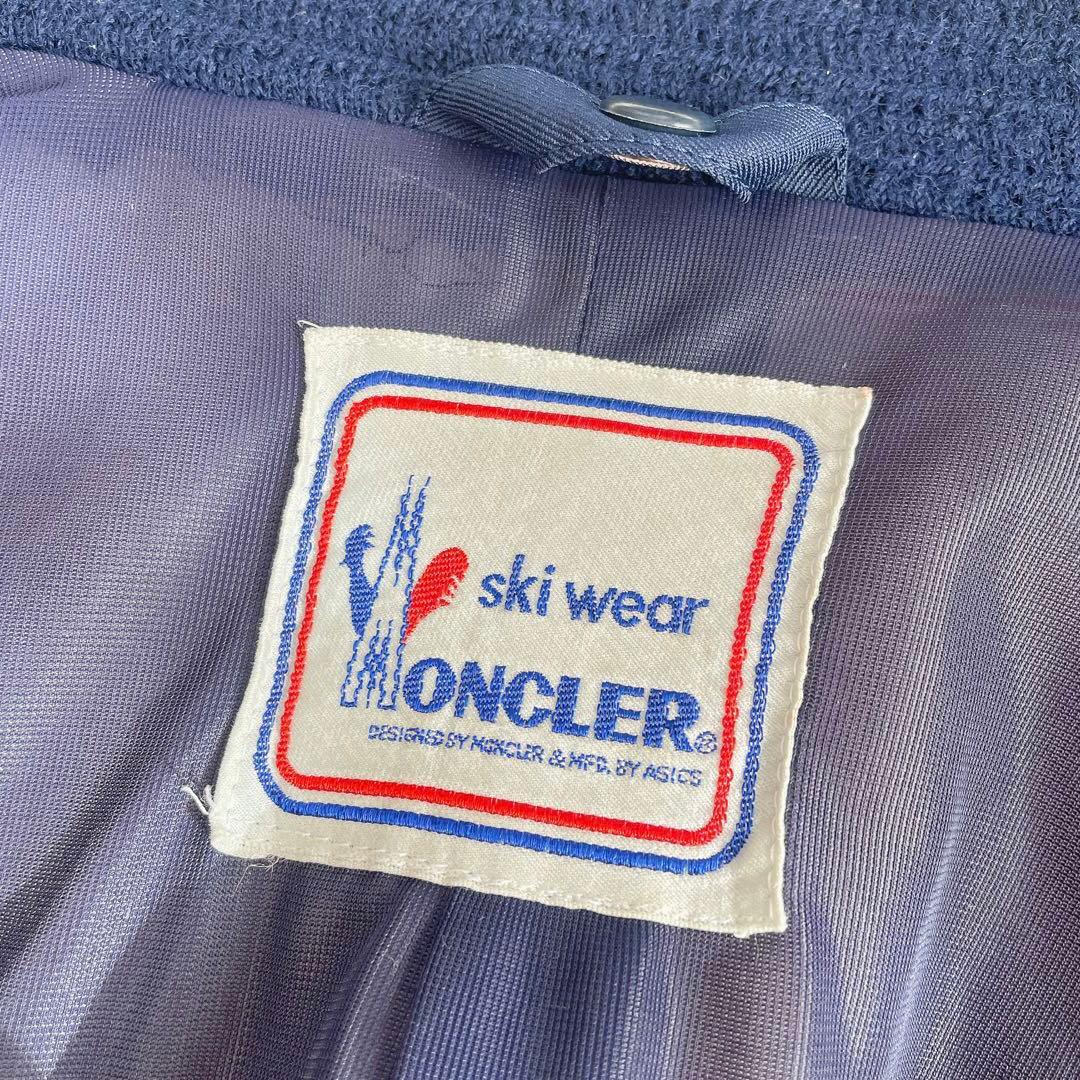 ski wear
MONCLER®
DESIGNED BY MONCLER & MFD. BY ASICS